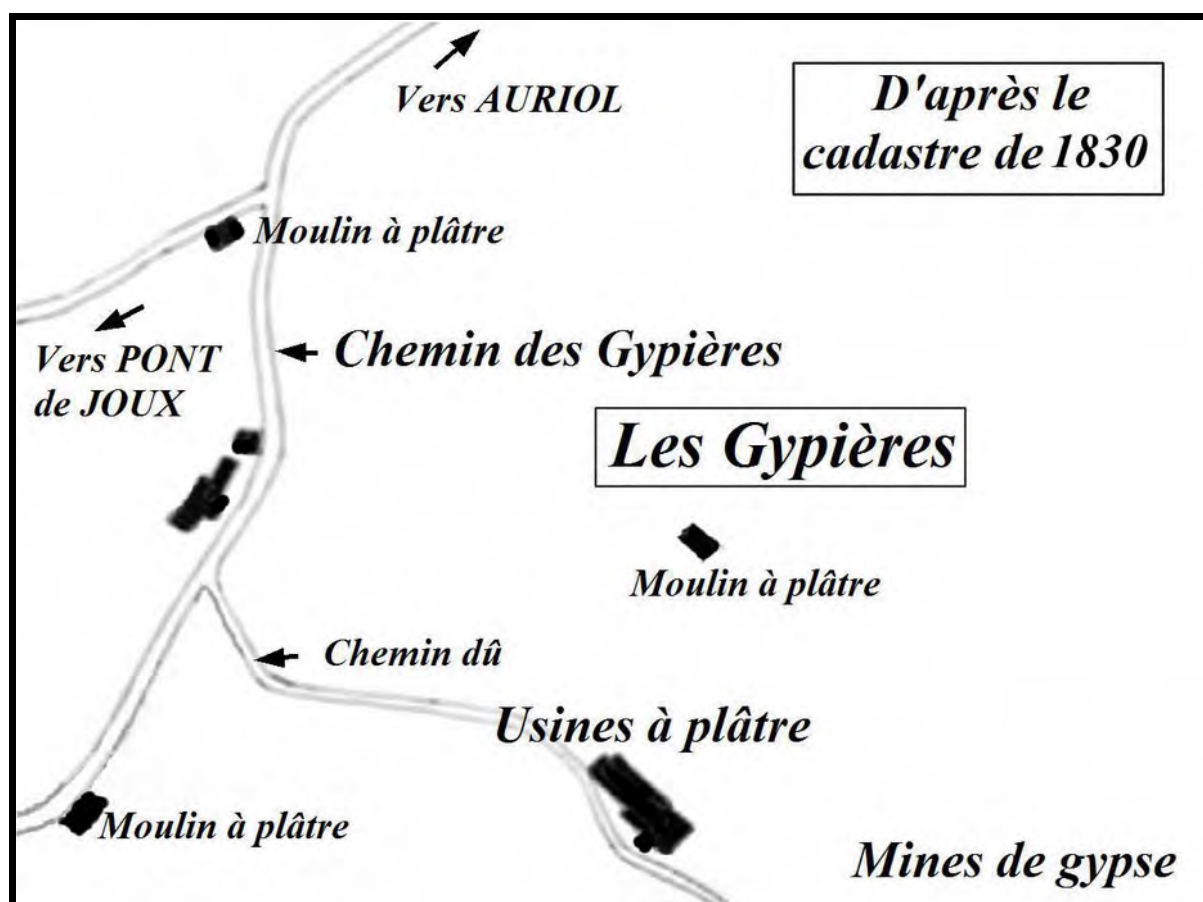 Vers AURIOL
D'après le
cadastre de 1830
Moulin à plâtre
Vers PONT
de JOUX
Chemin des Gypières
Les Gypières
Moulin à plâtre
Chemin dû
Usines à plâtre
Moulin à plâtre
Mines de gypse